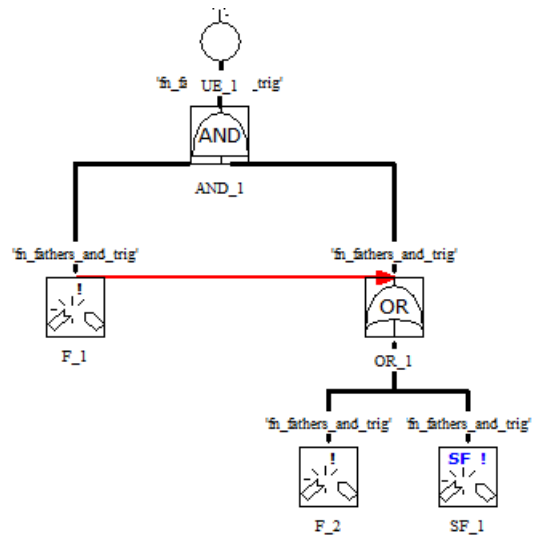 'fn_fa UE_1 _trig'
AND
AND_1
'fn_fathers_and_trig' 'fn_fathers_and_trig'
! OR
F_1 OR_1
'fn_fathers_and_trig' 'fn_fathers_and_trig'
! SF !
F_2 SF_1